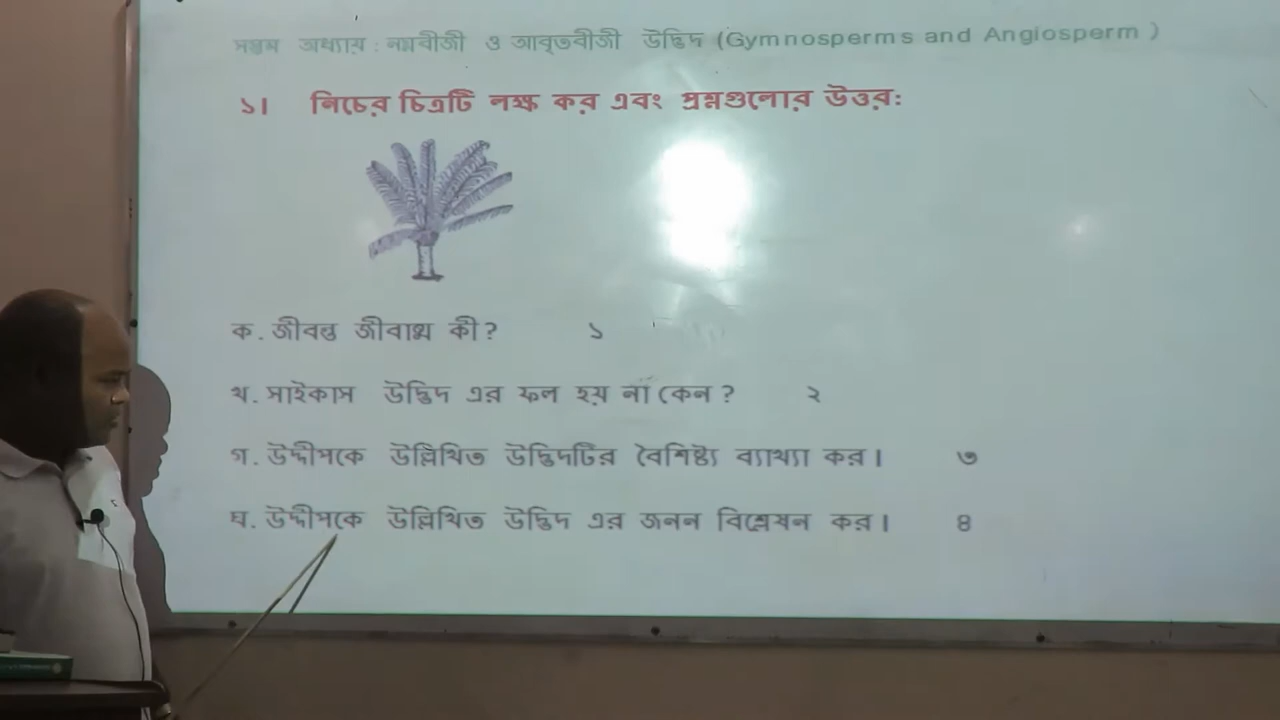 সপ্তম অধ্যায় : নগ্নবীজী ও আবৃতবীজী উদ্ভিদ (Gymnosperms and Angiosperm )
১। নিচের চিত্রটি লক্ষ কর এবং প্রশ্নগুলোর উত্তর:
ক. জীবন্ত জীবাশ্ম কী? ১
খ. সাইকাস উদ্ভিদ এর ফল হয় না কেন ? ২
গ. উদ্দীপকে উল্লিখিত উদ্ভিদটির বৈশিষ্ট্য ব্যাখ্যা কর। ৩
ঘ. উদ্দীপকে উল্লিখিত উদ্ভিদ এর জনন বিশ্লেষন কর। ৪